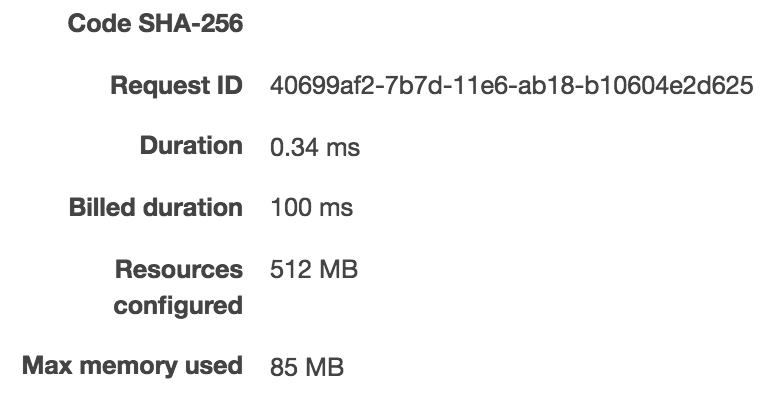 Code SHA-256
Request ID 40699af2-7b7d-11e6-ab18-b10604e2d625
Duration 0.34 ms
Billed duration 100 ms
Resources 512 MB
configured
Max memory used 85 MB